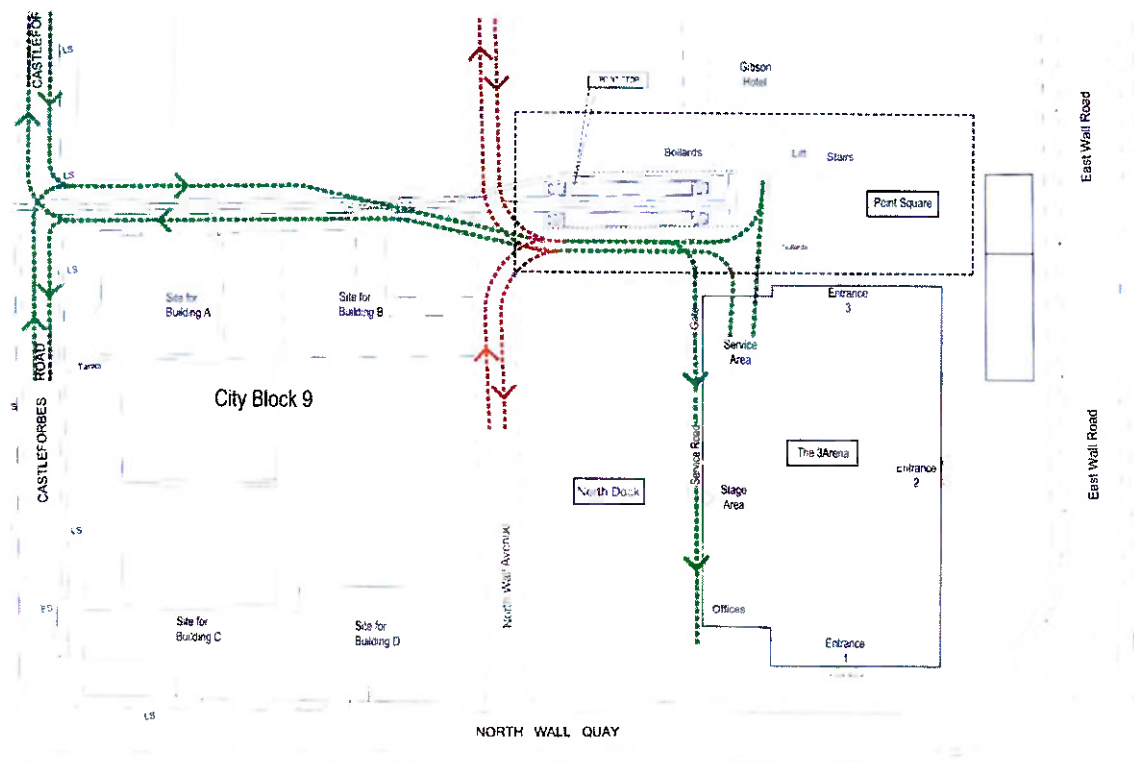 CASTLEFOR
LS
POINT STOP
Gibson
Hotel
East Wall Road
Bollards
Lift
Stairs
LS
Point Square
Bollards
LS
Site for
Building A
Site for
Building B
Gate
Entrance
3
Service
Area
CASTLEFORBES ROAD
City Block 9
Service Road
The 3Arena
East Wall Road
Entrance
2
North Dock
Stage
Area
LS
North Wall Avenue
Offices
Site for
Building C
Site for
Building D
Entrance
1
LS
NORTH WALL QUAY